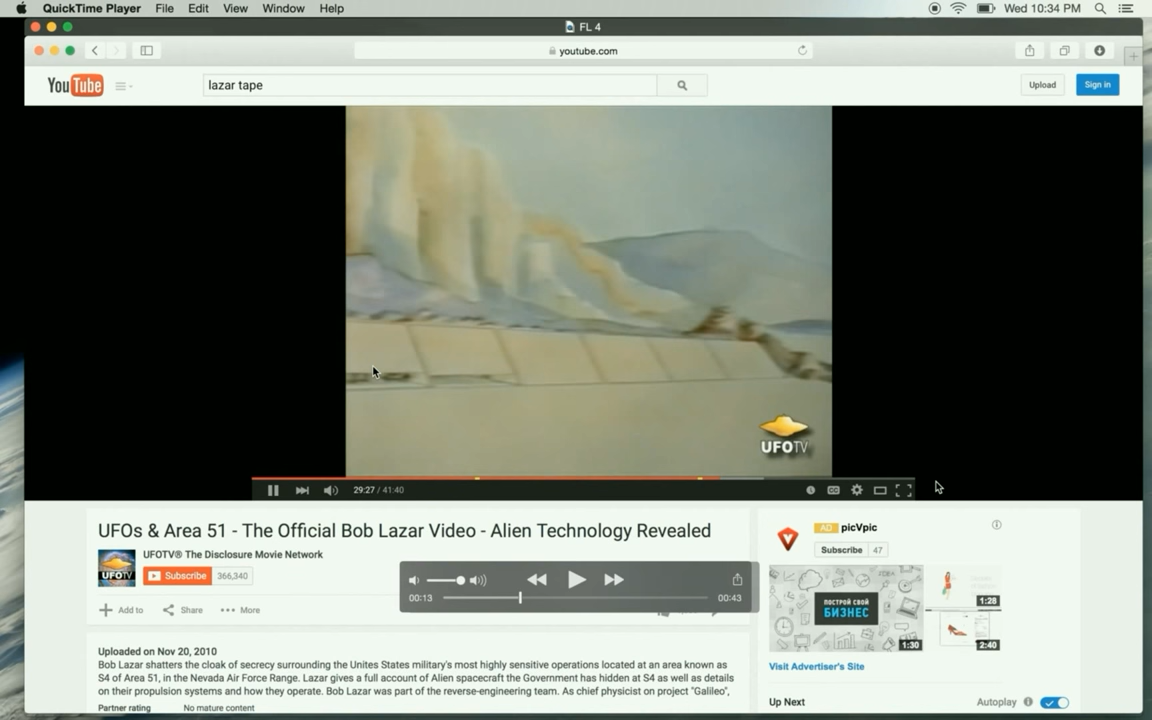 QuickTime Player File Edit View Window Help Wed 10:34 PM
FL 4
youtube.com
YouTube lazar tape Upload Sign in
UFOTV
29:27 / 41:40 CC
UFOs & Area 51 - The Official Bob Lazar Video - Alien Technology Revealed
UFOTV® The Disclosure Movie Network
UFOTV
Subscribe 366,340
00:13 00:43
Add to Share More
Uploaded on Nov 20, 2010
Bob Lazar shatters the cloak of secrecy surrounding the Unites States military's most highly sensitive operations located at an area known as
S4 of Area 51, in the Nevada Air Force Range. Lazar gives a full account of Alien spacecraft the Government has hidden at S4 as well as details
on their propulsion systems and how they operate. Bob Lazar was part of the reverse-engineering team. As chief physicist on project "Galileo",
Partner rating No mature content
AD picVpic
Subscribe 47
ПОСТРОЙ СВОЙ
БИЗНЕС
1:30
1:28
2:40
Visit Advertiser's Site
Up Next Autoplay